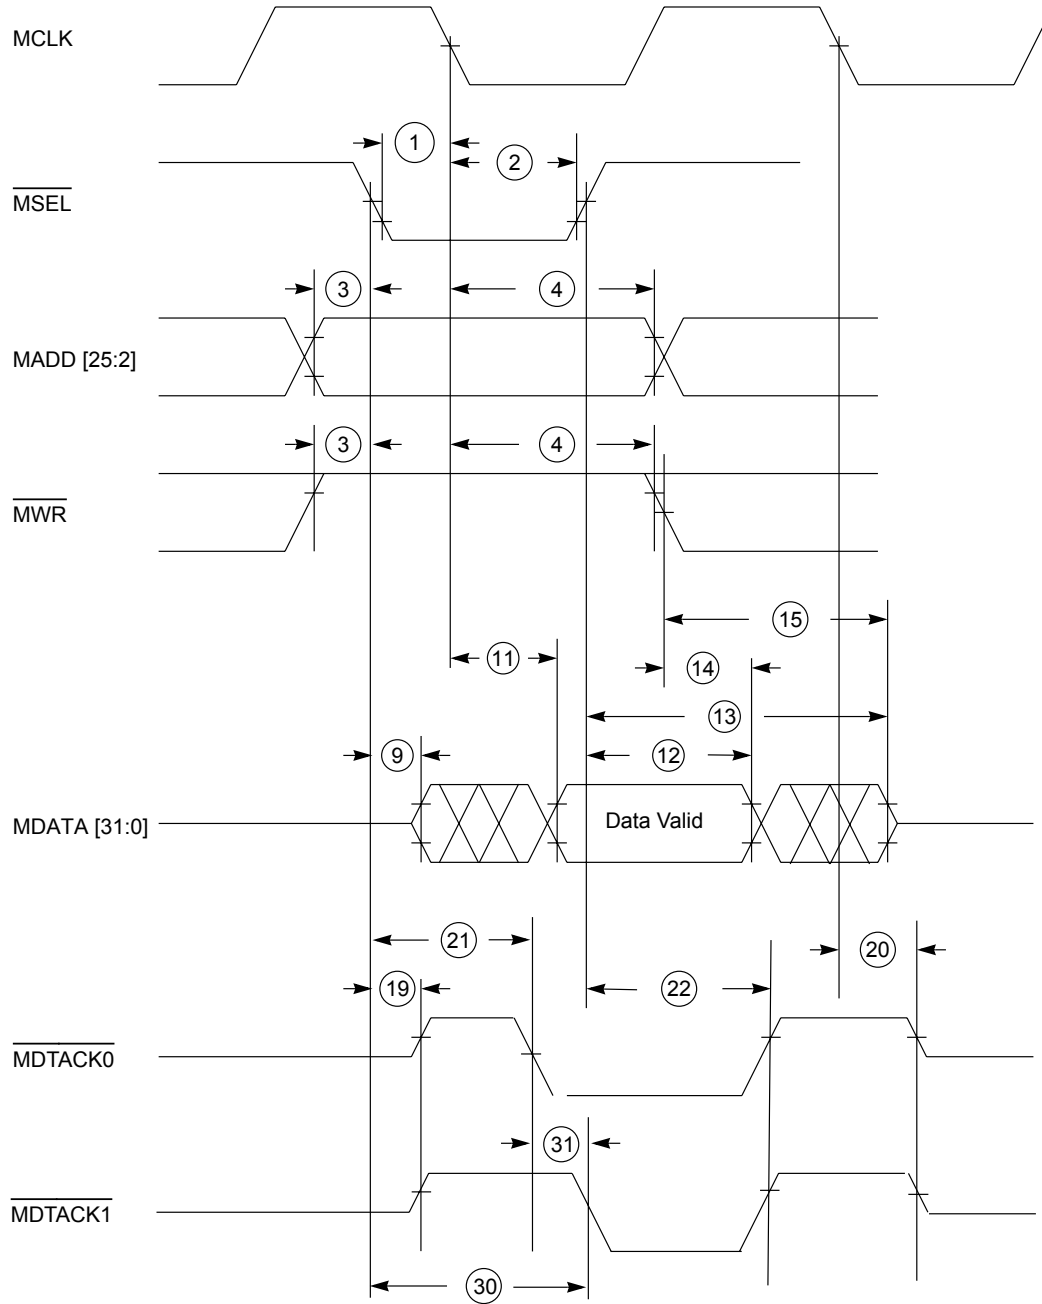 MCLK
1
2
MSEL
3
4
MADD [25:2]
3
4
MWR
15
11
14
13
9
12
MDATA [31:0]
Data Valid
21
20
19
22
MDTACK0
31
MDTACK1
30